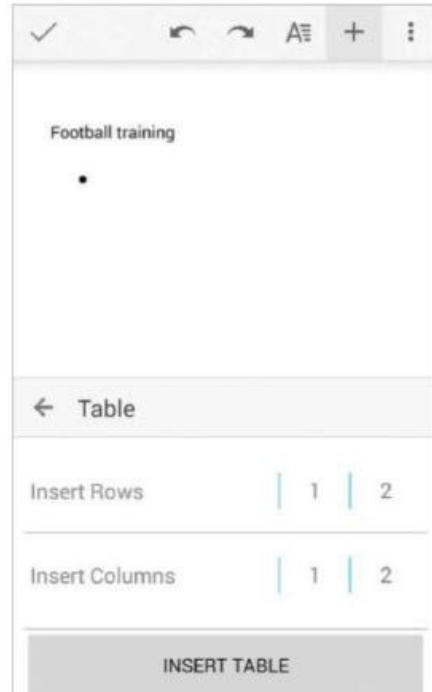 Football training
•
← Table
Insert Rows 1 2
Insert Columns 1 2
INSERT TABLE